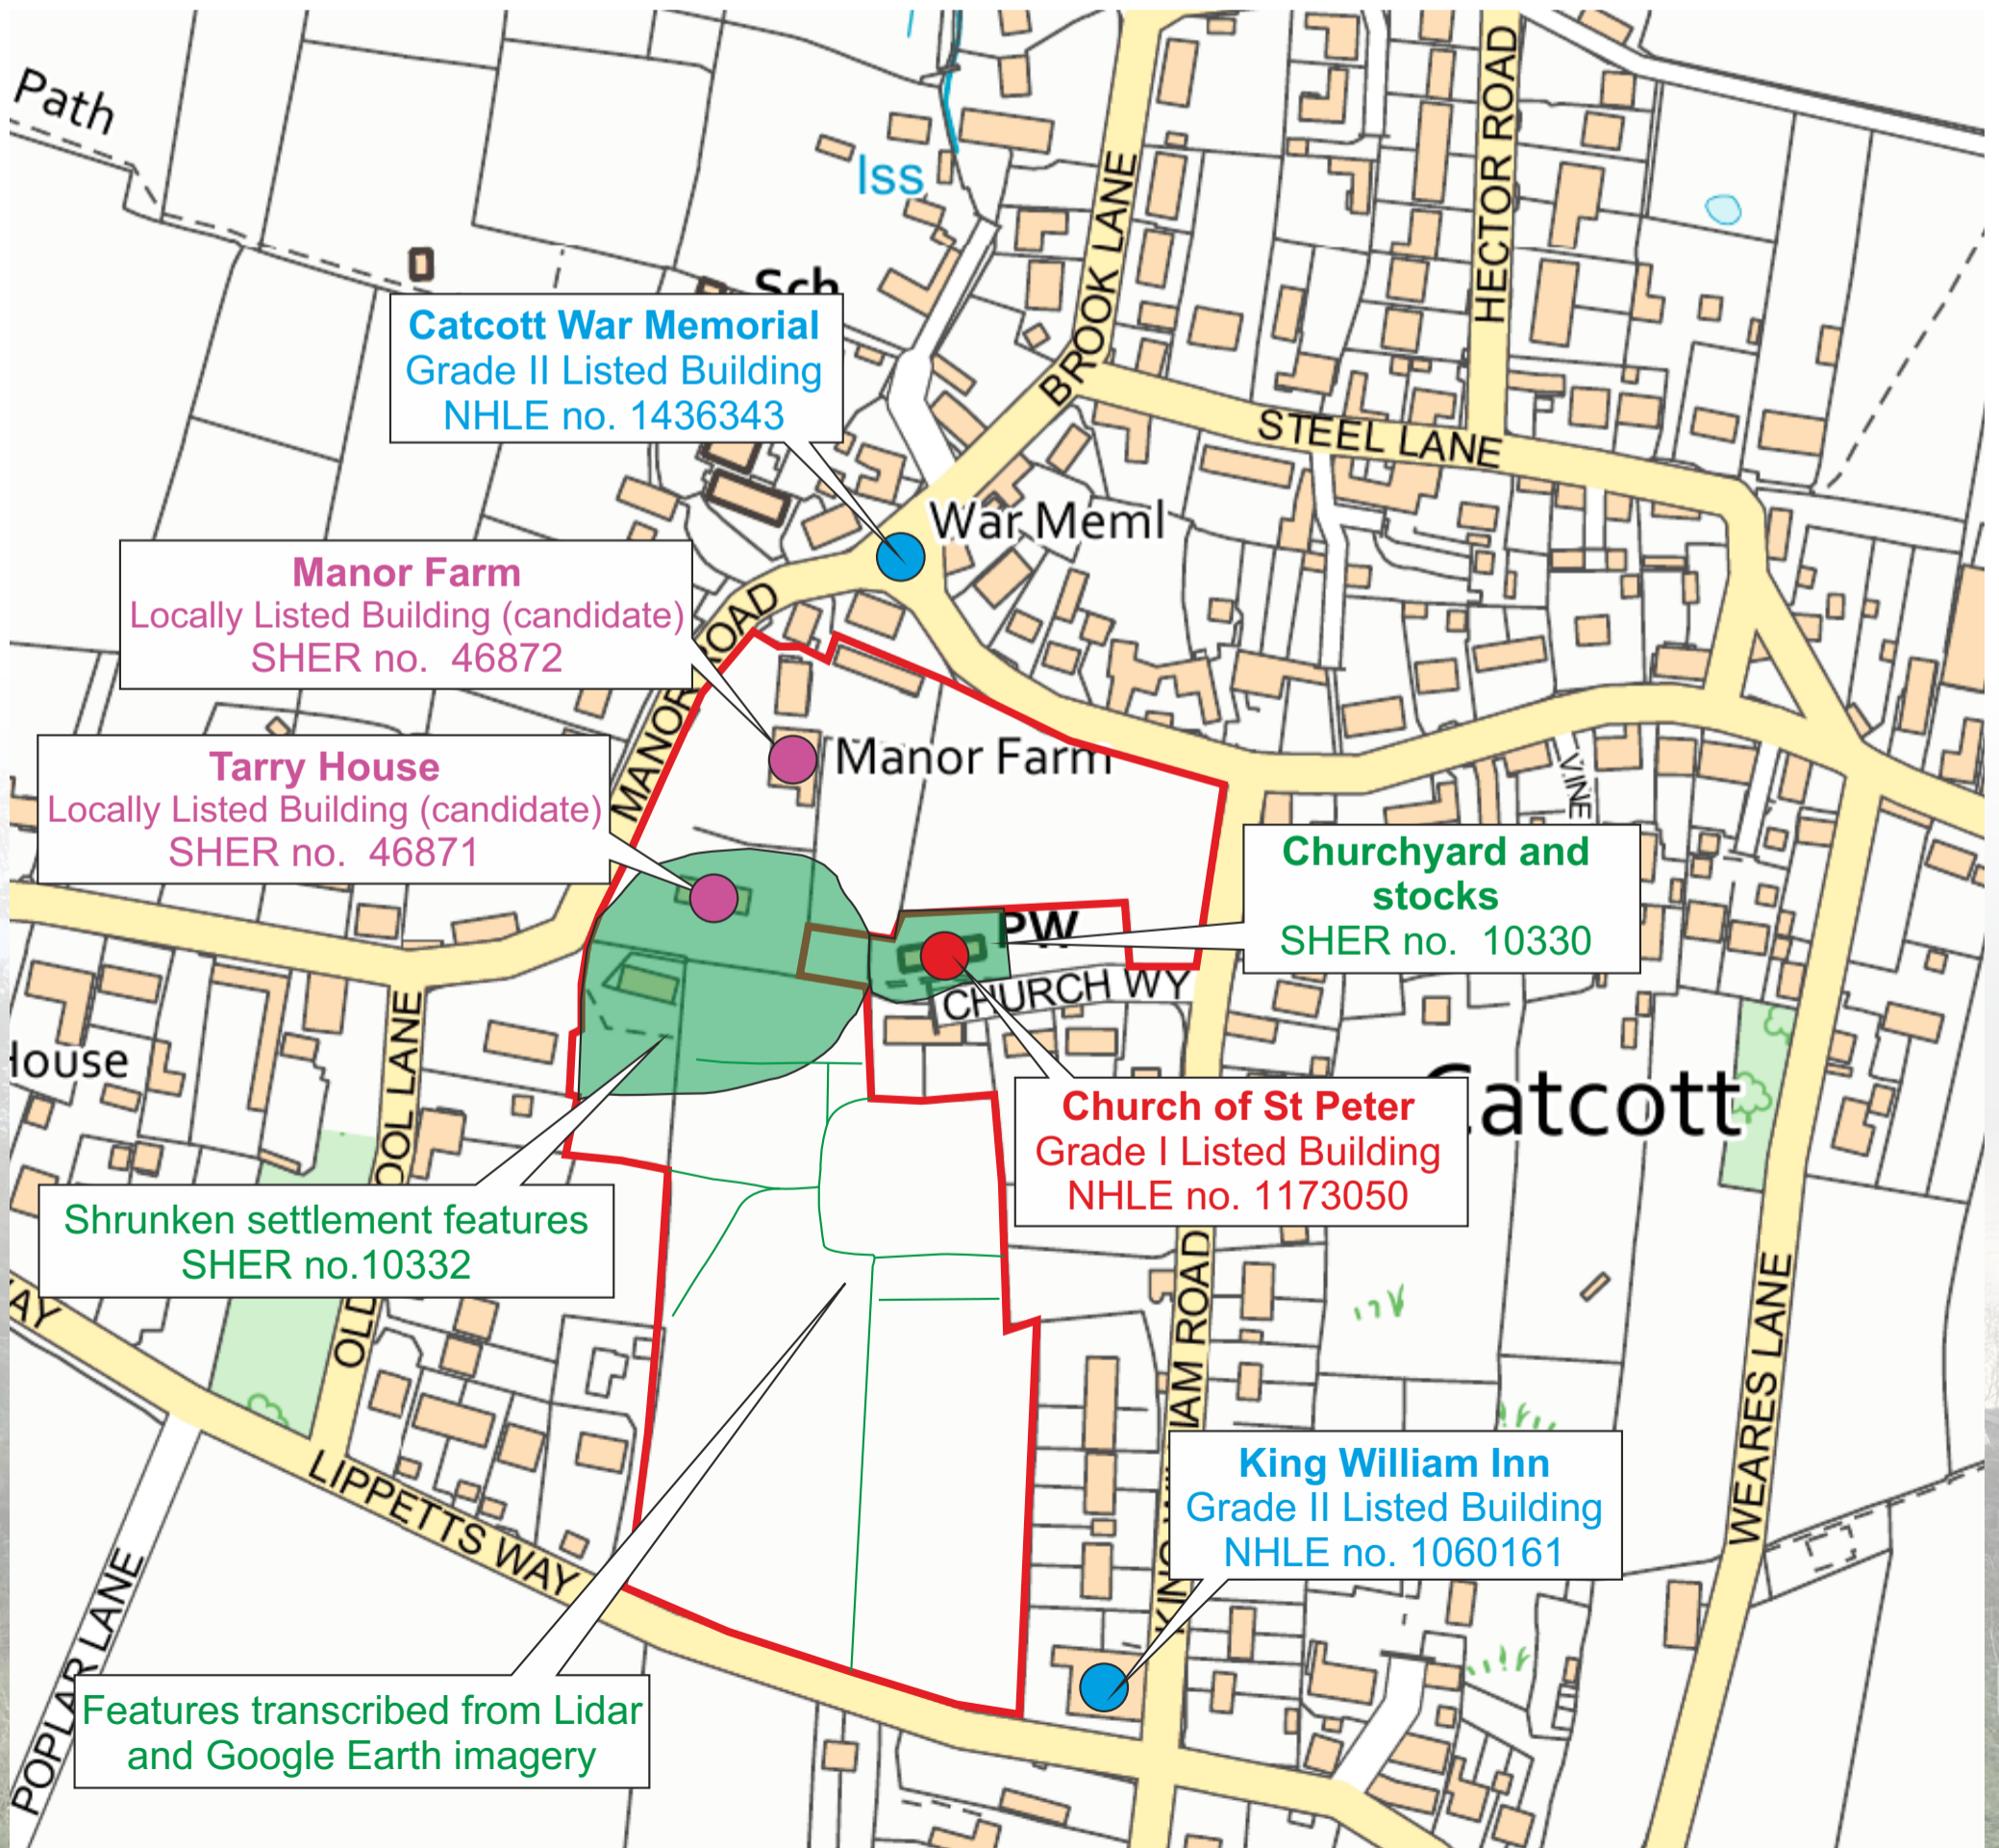 Path
Iss
BROOK LANE
HECTOR ROAD
Sch
Catcott War Memorial
Grade II Listed Building
NHLE no. 1436343
STEEL LANE
War Meml
Manor Farm
Locally Listed Building (candidate)
SHER no. 46872
MANOR ROAD
Manor Farm
Tarry House
Locally Listed Building (candidate)
SHER no. 46871
VINE
Churchyard and
stocks
SHER no. 10330
PW
CHURCH WY
House
OOL LANE
Church of St Peter
Grade I Listed Building
NHLE no. 1173050
Catcott
Shrunken settlement features
SHER no.10332
AY
OLD
IAM ROAD
WEARES LANE
LIPPETTS WAY
King William Inn
Grade II Listed Building
NHLE no. 1060161
KING
POPLAR LANE
Features transcribed from Lidar
and Google Earth imagery